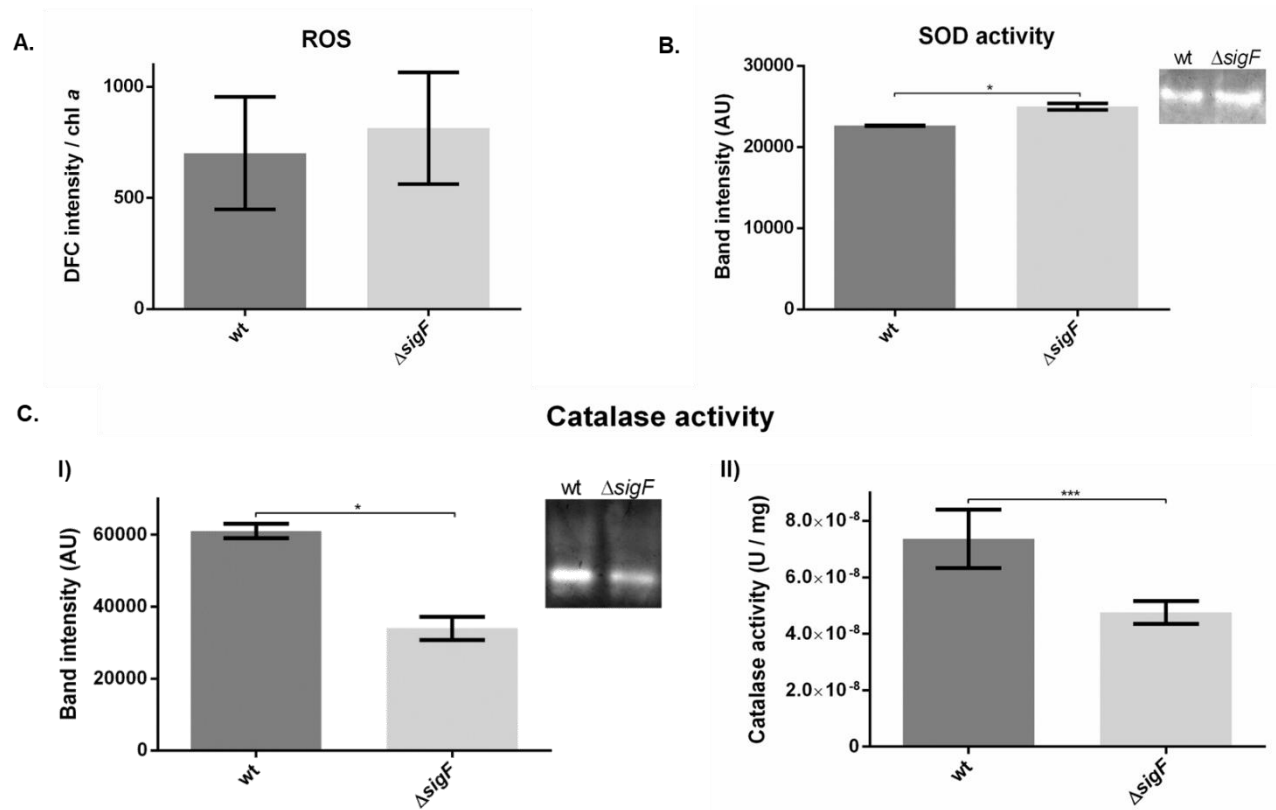 A.
ROS
DFC intensity / chl a
1000
500
0
wt
ΔsigF
B.
SOD activity
wt ΔsigF
Band intensity (AU)
30000
20000
10000
0
*
wt
ΔsigF
C.
Catalase activity
I)
wt ΔsigF
Band intensity (AU)
60000
40000
20000
0
*
wt
ΔsigF
II)
Catalase activity (U / mg)
8.0×10⁻⁸
6.0×10⁻⁸
4.0×10⁻⁸
2.0×10⁻⁸
0
***
wt
ΔsigF